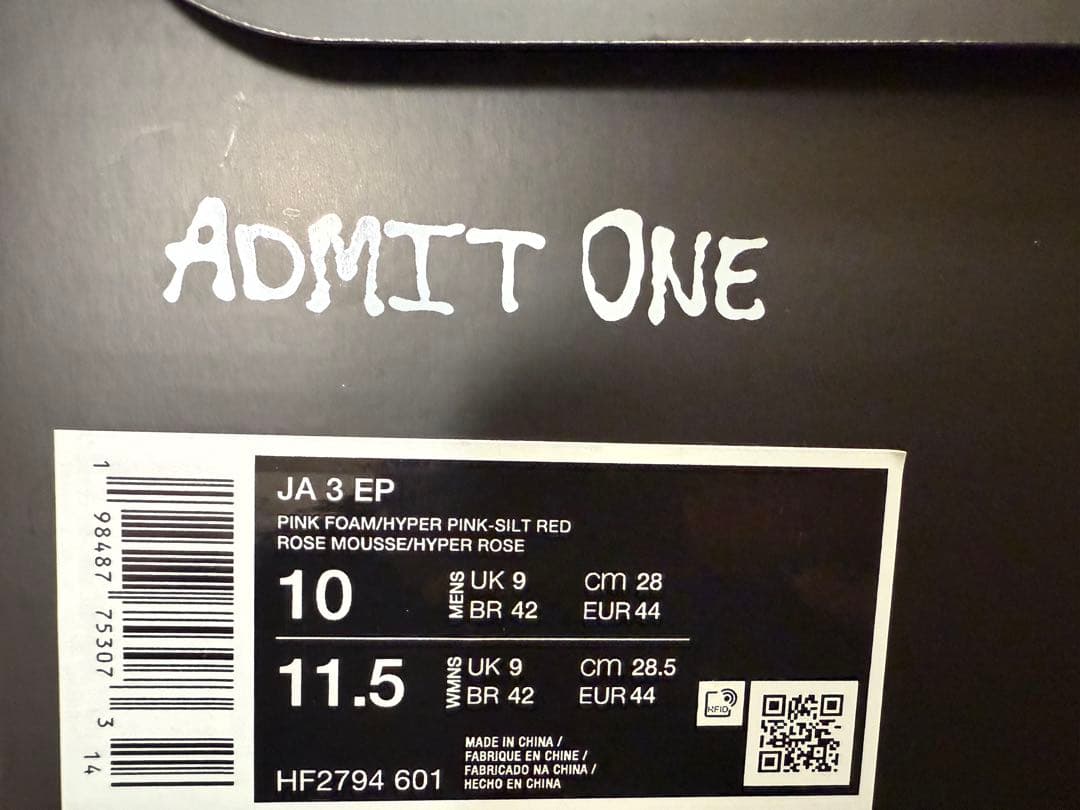 ADMIT ONE
JA 3 EP
PINK FOAM/HYPER PINK-SILT RED
ROSE MOUSSE/HYPER ROSE
10 MENS UK 9 cm 28
BR 42 EUR 44
11.5 WMNS UK 9 cm 28.5
BR 42 EUR 44
RFID
MADE IN CHINA /
FABRIQUE EN CHINE /
FABRICADO NA CHINA /
HECHO EN CHINA
HF2794 601
1 98487 75307 3 14